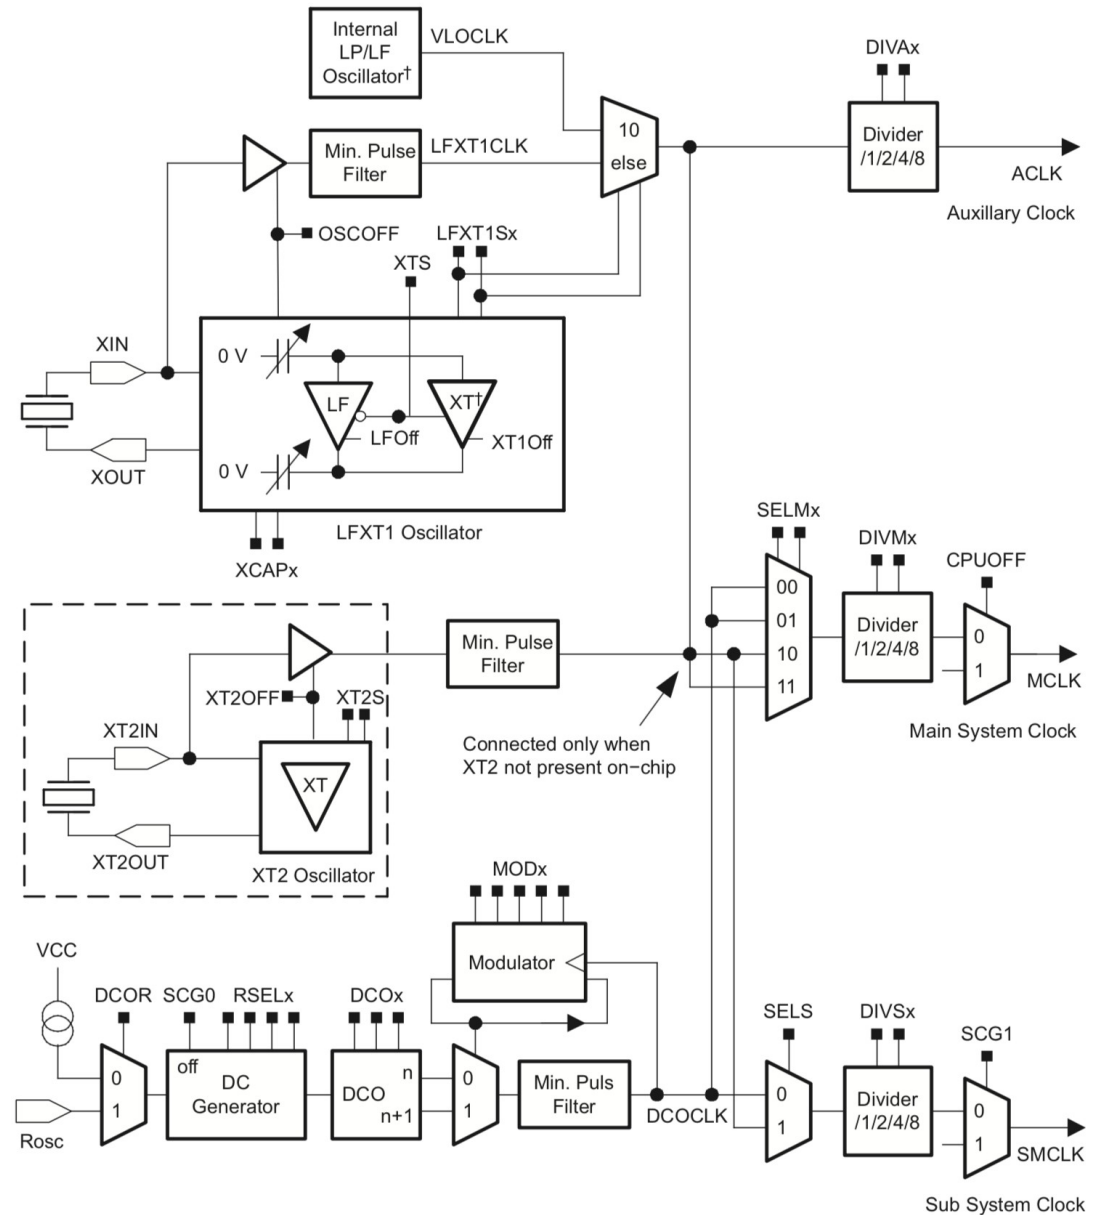 Internal
LP/LF
Oscillator†
VLOCLK
DIVAx
10
else
Divider
/1/2/4/8
ACLK
Auxillary Clock
Min. Pulse
Filter
LFXT1CLK
OSCOFF
LFXT1Sx
XTS
XIN
XOUT
0 V
LF
XT†
LFOff
XT1Off
0 V
LFXT1 Oscillator
XCAPx
SELMx
DIVMx
CPUOFF
00
01
10
11
Divider
/1/2/4/8
0
1
MCLK
Main System Clock
Min. Pulse
Filter
XT2OFF
XT2S
XT2IN
XT
XT2OUT
XT2 Oscillator
Connected only when
XT2 not present on−chip
MODx
Modulator
VCC
DCOR
SCG0
RSELx
DCOx
0
1
off
DC
Generator
DCO
n
n+1
0
1
Min. Puls
Filter
DCOCLK
Rosc
SELS
DIVSx
SCG1
0
1
Divider
/1/2/4/8
0
1
SMCLK
Sub System Clock